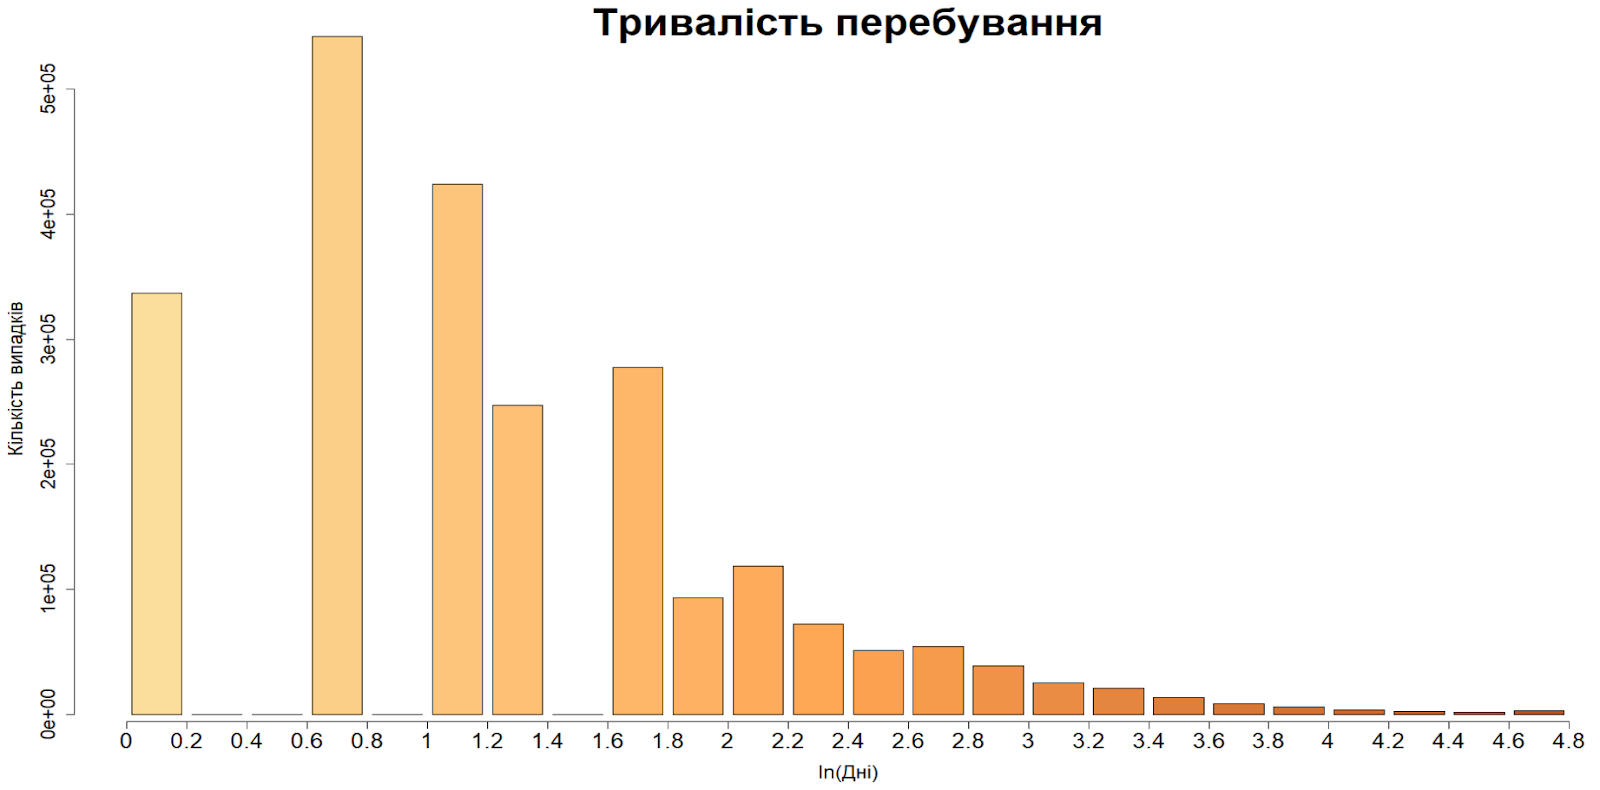 Тривалість перебування
Кількість випадків
5e+05
4e+05
3e+05
2e+05
1e+05
0e+00
0 0.2 0.4 0.6 0.8 1 1.2 1.4 1.6 1.8 2 2.2 2.4 2.6 2.8 3 3.2 3.4 3.6 3.8 4 4.2 4.4 4.6 4.8
ln(Дні)